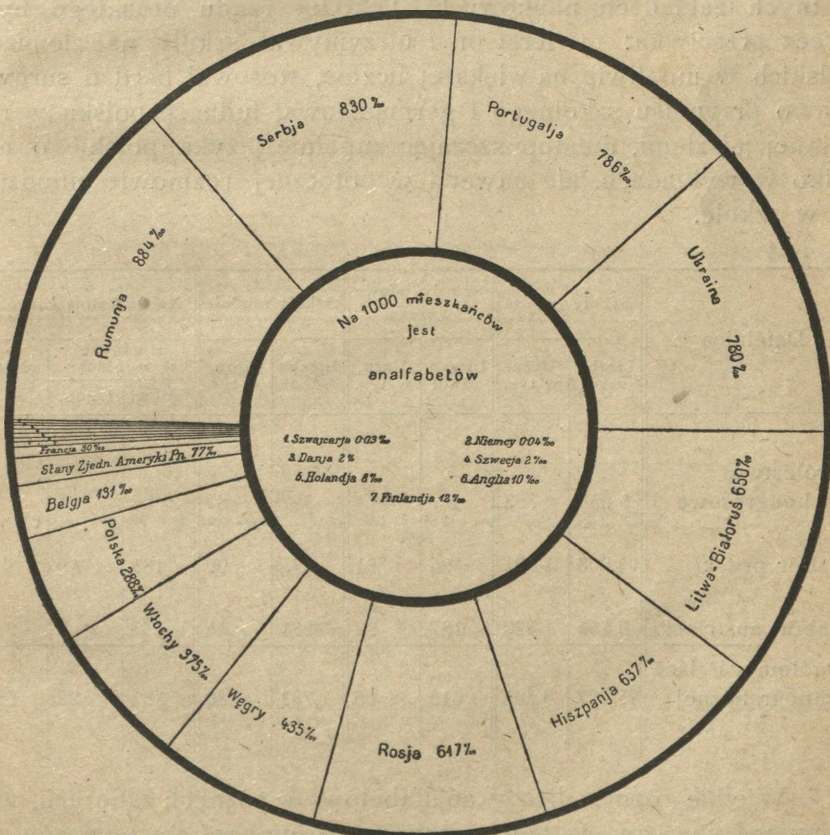 Serbja 830‰
Portugalja 786‰
Ukraina 780‰
Litwa-Białoruś 650‰
Hiszpanja 637‰
Rosja 617‰
Węgry 435‰
Włochy 375‰
Polska 288‰
Belgja 131‰
Stany Zjedn. Ameryki Pn. 77‰
Francja 30‰
Rumunja 884‰
Na 1000 mieszkańców
jest
analfabetów
1. Szwajcarja 0·03‰ 2. Niemcy 0·04‰
3. Danja 2‰ 4. Szwecja 2‰
5. Holandja 8‰ 6. Anglia 10‰
7. Finlandja 12‰